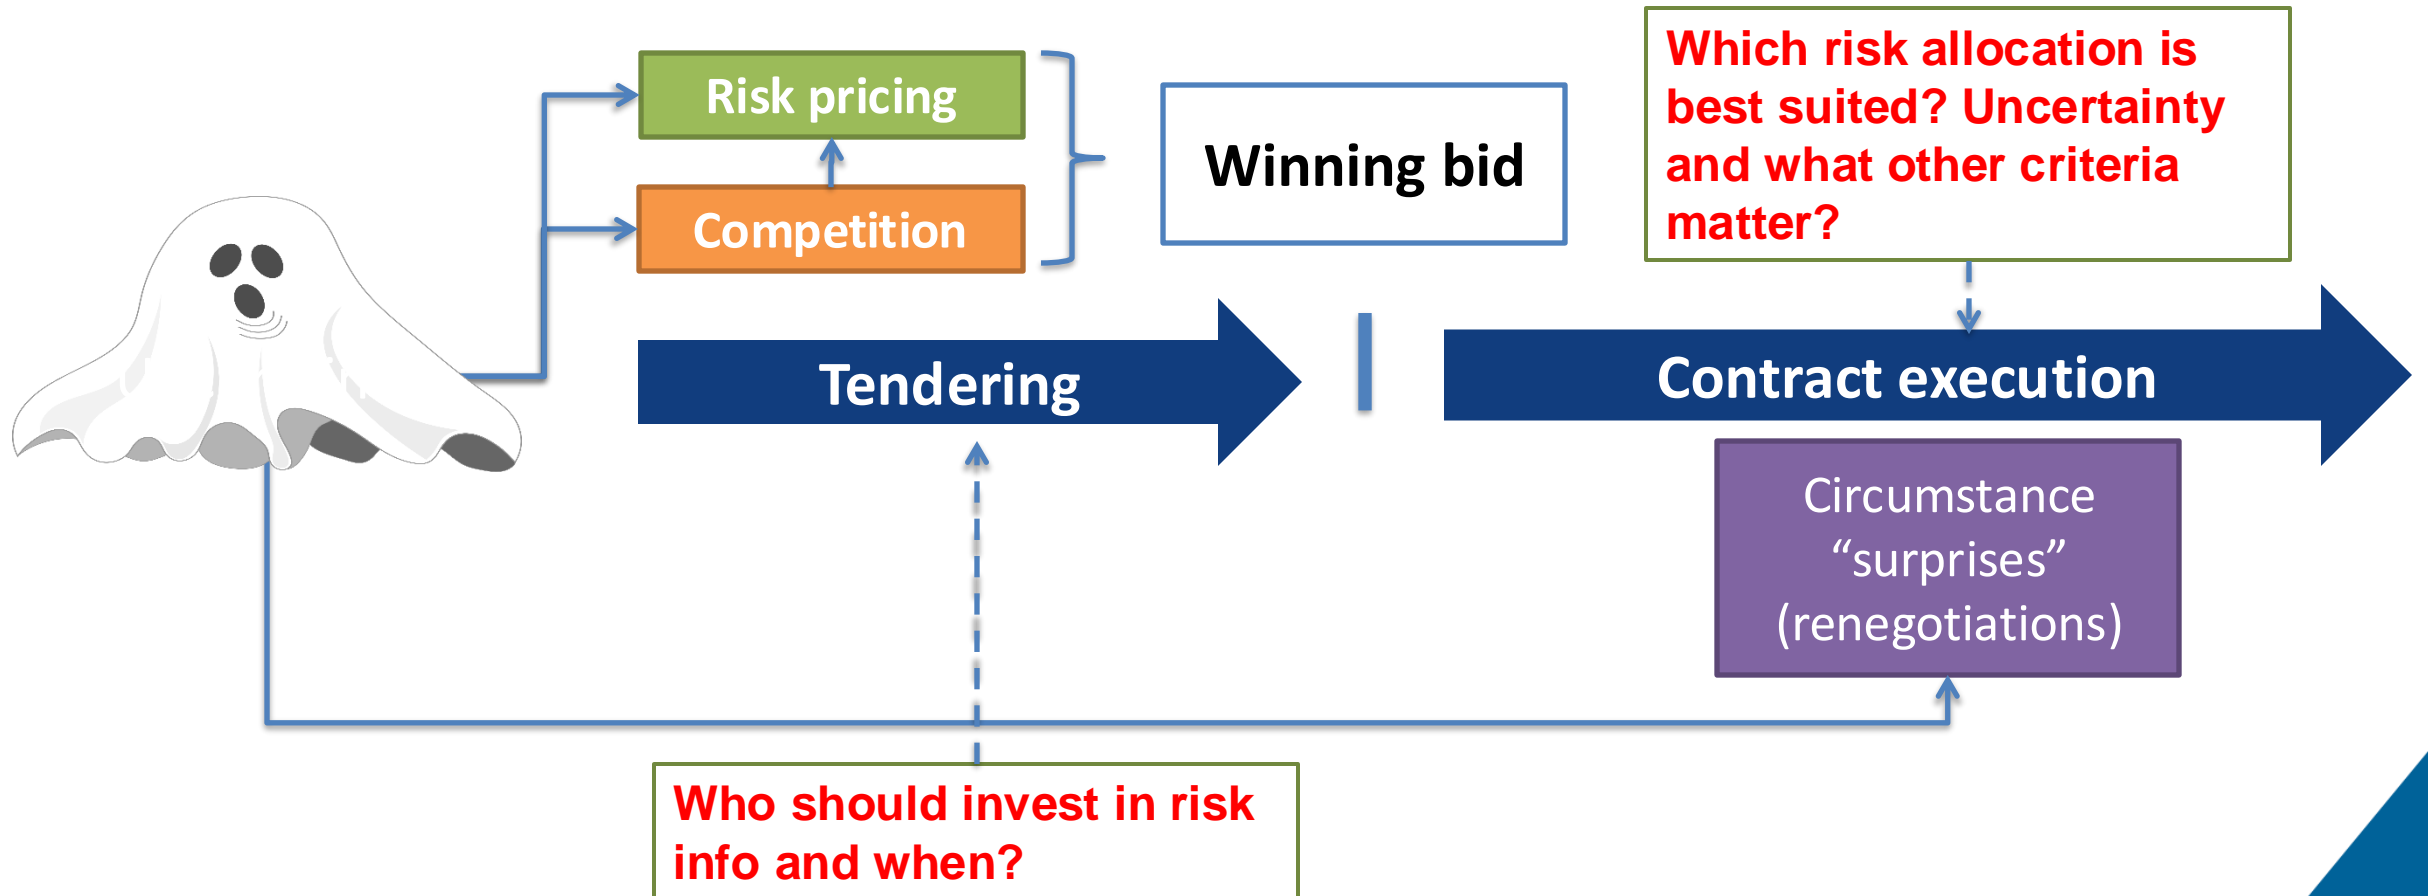 Risk pricing
Competition
Winning bid
Which risk allocation is
best suited? Uncertainty
and what other criteria
matter?
Tendering
Contract execution
Circumstance
“surprises”
(renegotiations)
Who should invest in risk
info and when?